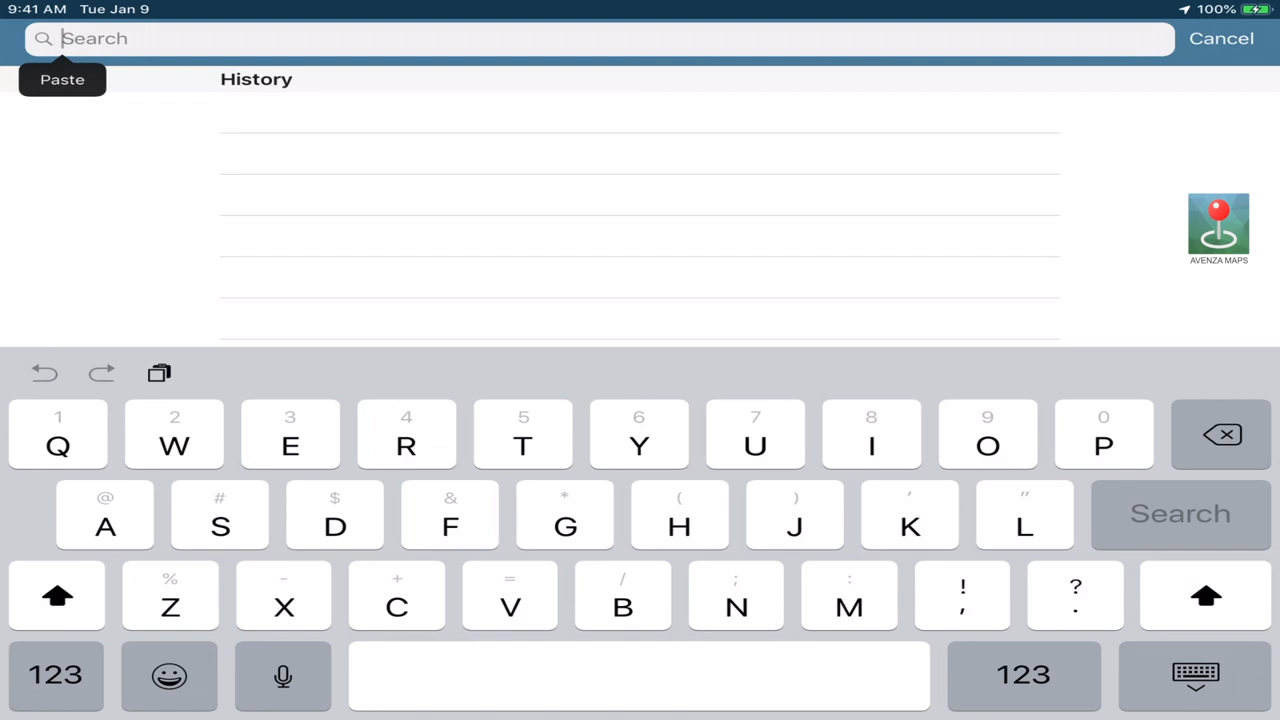 9:41 AM Tue Jan 9 100%
Search Cancel
Paste
History
AVENZA MAPS
1 2 3 4 5 6 7 8 9 0
Q W E R T Y U I O P
@ # $ & * ( ) ' "
A S D F G H J K L Search
% - + = / ; : ! ?
Z X C V B N M , .
123 123